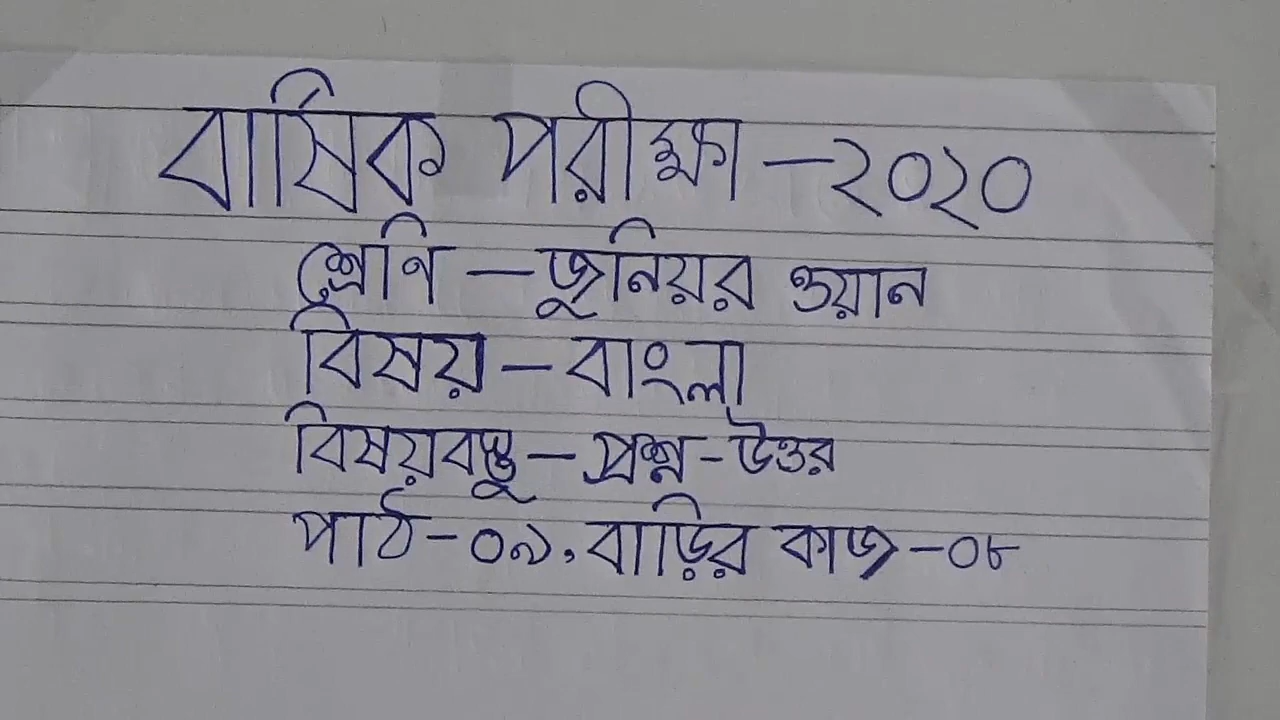 বার্ষিক পরীক্ষা -২০২০
শ্রেণি - জুনিয়র ওয়ান
বিষয় - বাংলা
বিষয়বস্তু - প্রশ্ন -উত্তর
পাঠ - ০৯, বাড়ির কাজ -০৮